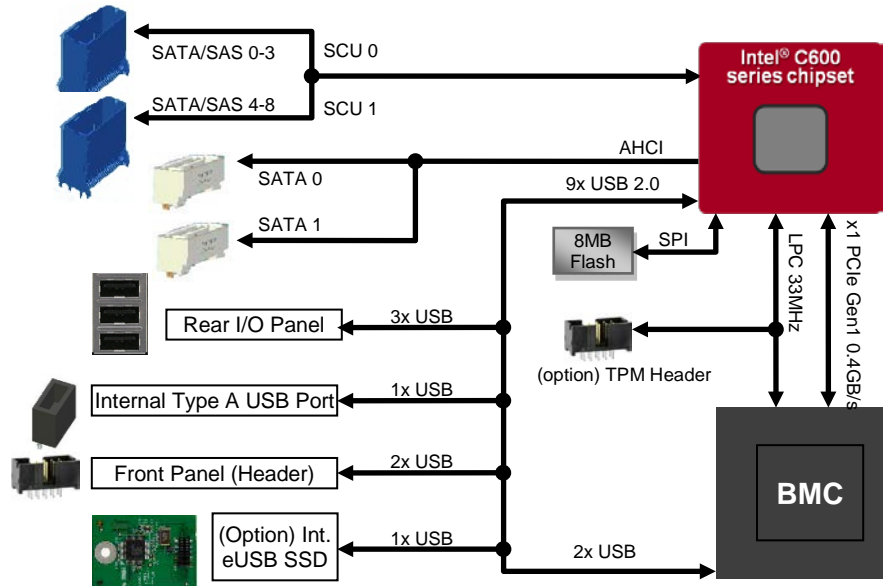 SATA/SAS 0-3
SCU 0
SATA/SAS 4-8
SCU 1
Intel® C600
series chipset
AHCI
SATA 0
9x USB 2.0
SATA 1
8MB
Flash
SPI
LPC 33MHz
x1 PCIe Gen1 0.4GB/s
Rear I/O Panel
3x USB
(option) TPM Header
Internal Type A USB Port
1x USB
Front Panel (Header)
2x USB
BMC
(Option) Int.
eUSB SSD
1x USB
2x USB